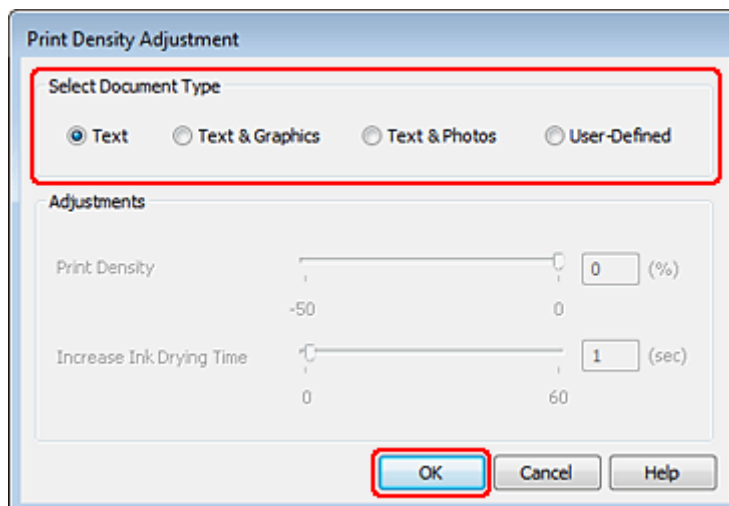 Print Density Adjustment
Select Document Type
Text Text & Graphics Text & Photos User-Defined
Adjustments
Print Density 0 (%)
-50 0
Increase Ink Drying Time 1 (sec)
0 60
OK Cancel Help